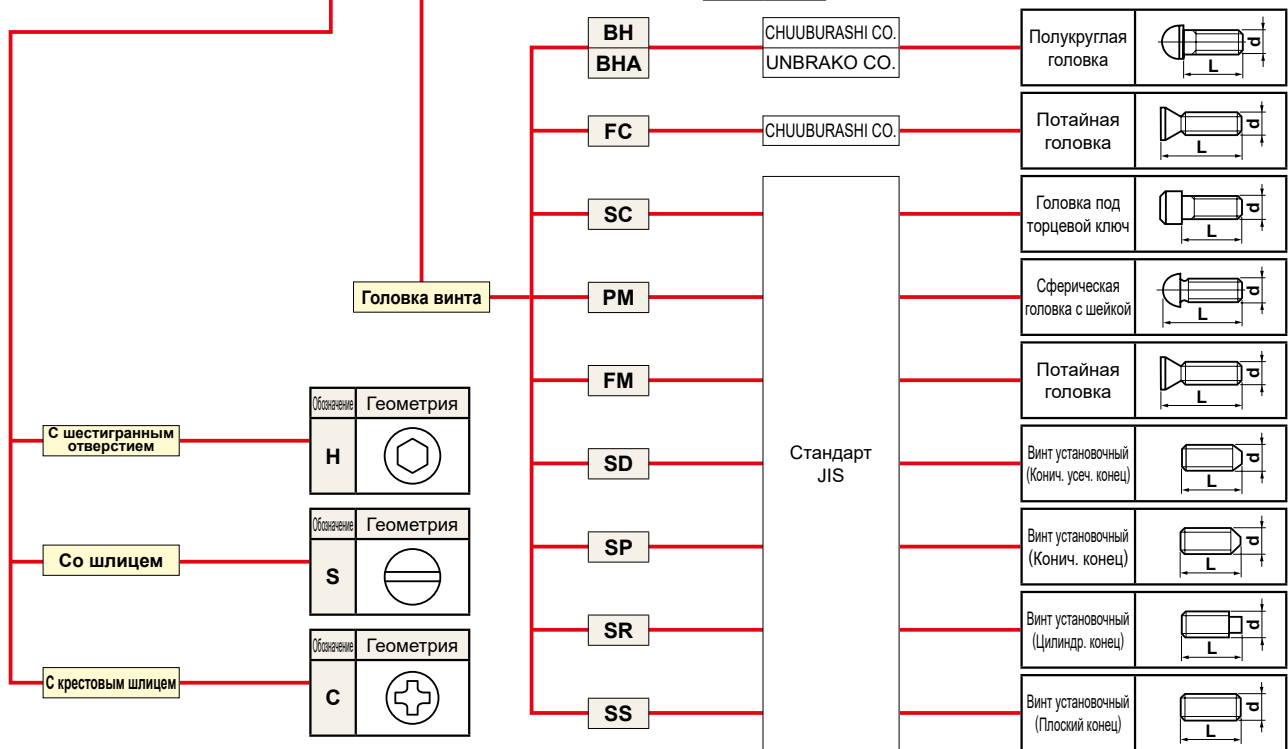 BH
BHA
CHUUBURASHI CO.
UNBRAKO CO.
Полукруглая
головка
d
L
FC
CHUUBURASHI CO.
Потайная
головка
d
L
SC
Головка под
торцевой ключ
d
L
Головка винта
PM
Сферическая
головка с шейкой
d
L
FM
Потайная
головка
d
L
SD
Стандарт
JIS
Винт установочный
(Конич. усеч. конец)
d
L
SP
Винт установочный
(Конич. конец)
d
L
SR
Винт установочный
(Цилиндр. конец)
d
L
SS
Винт установочный
(Плоский конец)
d
L
С шестигранным
отверстием
Обозначение Геометрия
H
Со шлицем
Обозначение Геометрия
S
С крестовым шлицем
Обозначение Геометрия
C